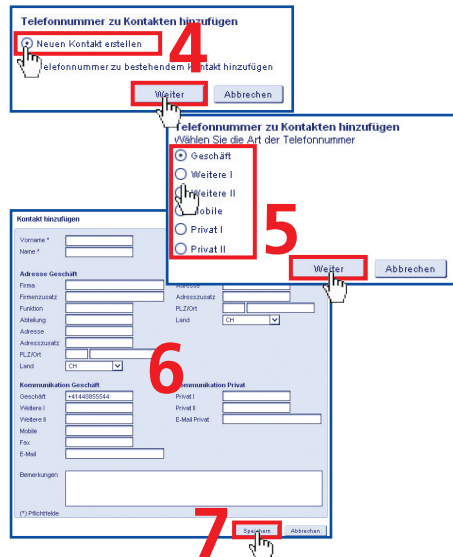 Telefonnummer zu Kontakten hinzufügen
Neuen Kontakt erstellen
Telefonnummer zu bestehendem Kontakt hinzufügen
Weiter Abbrechen
4
Telefonnummer zu Kontakten hinzufügen
Wählen Sie die Art der Telefonnummer
Geschäft
Weitere I
Weitere II
Mobile
Privat I
Privat II
5
Weiter Abbrechen
Kontakt hinzufügen
Vorname *
Name *
Adresse Geschäft
Firma Adresse
Firmenzusatz Adresszusatz
Funktion PLZ/Ort
Abteilung Land CH
Adresse
Adresszusatz
PLZ/Ort
Land CH
6
Kommunikation Geschäft Kommunikation Privat
Geschäft +41448855544 Privat I
Weitere I Privat II
Weitere II E-Mail Privat
Mobile
Fax
E-Mail
Bemerkungen
(*) Pflichtfelde
7
Speichern Abbrechen